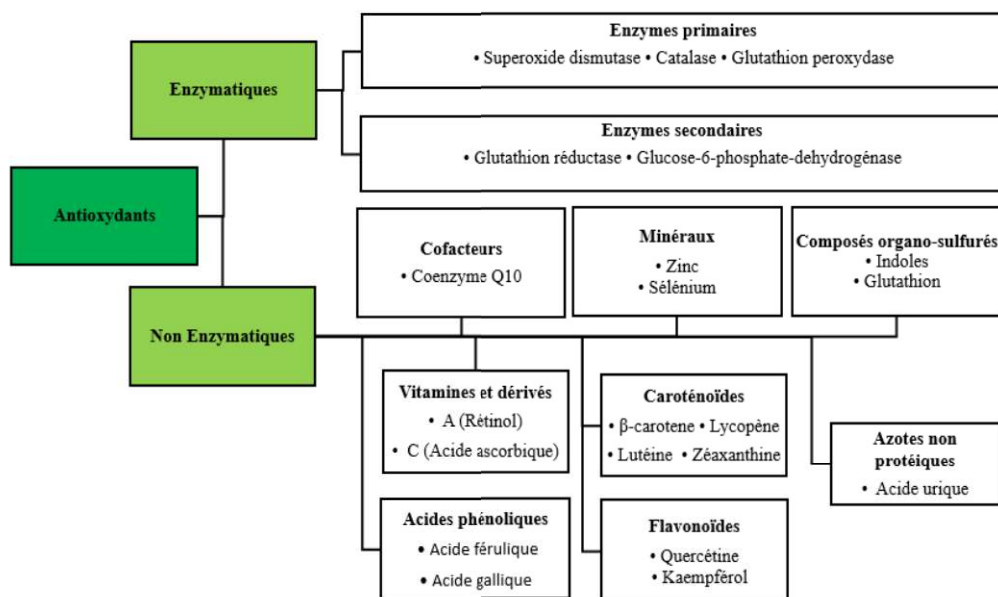 Enzymes primaires
• Superoxide dismutase • Catalase • Glutathion peroxydase
Enzymatiques
Enzymes secondaires
• Glutathion réductase • Glucose-6-phosphate-dehydrogénase
Antioxydants
Cofacteurs
• Coenzyme Q10
Minéraux
• Zinc
• Sélénium
Composés organo-sulfurés
• Indoles
• Glutathion
Non Enzymatiques
Vitamines et dérivés
• A (Rétinol)
• C (Acide ascorbique)
Caroténoïdes
• β-carotene • Lycopène
• Lutéine • Zéaxanthine
Azotes non
protéiques
• Acide urique
Acides phénoliques
• Acide férulique
• Acide gallique
Flavonoïdes
• Quercétine
• Kaempférol